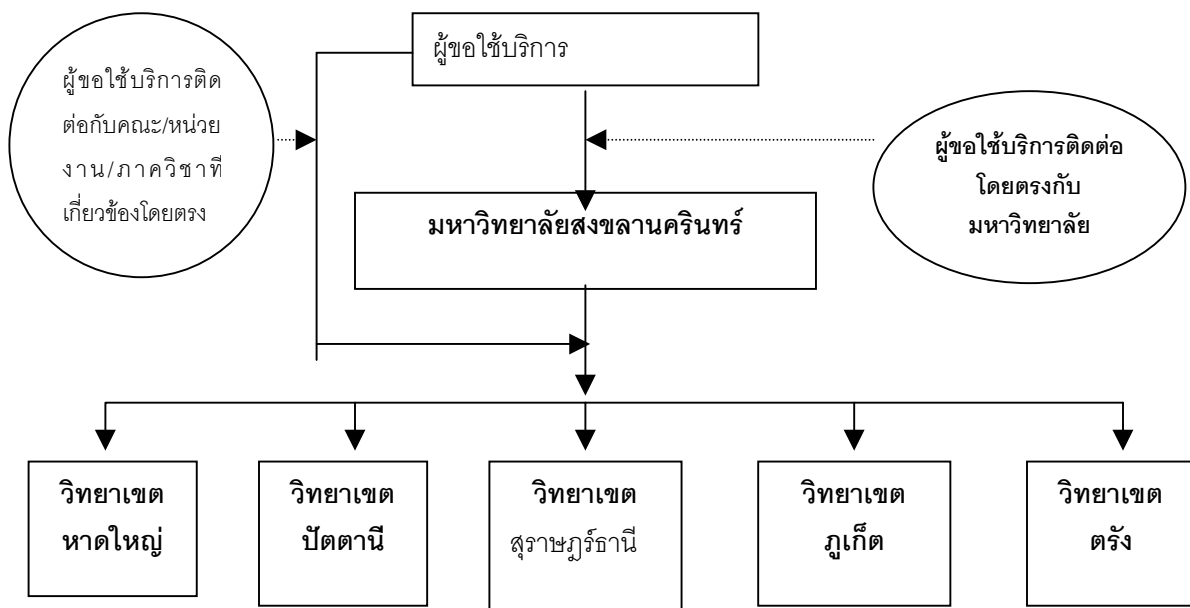 ผู้ขอใช้บริการ
ผู้ขอใช้บริการติด
ต่อกับคณะ/หน่วย
งาน/ภาควิชาที่
เกี่ยวข้องโดยตรง
ผู้ขอใช้บริการติดต่อ
โดยตรงกับ
มหาวิทยาลัย
มหาวิทยาลัยสงขลานครินทร์
วิทยาเขต
หาดใหญ่
วิทยาเขต
ปัตตานี
วิทยาเขต
สุราษฎร์ธานี
วิทยาเขต
ภูเก็ต
วิทยาเขต
ตรัง